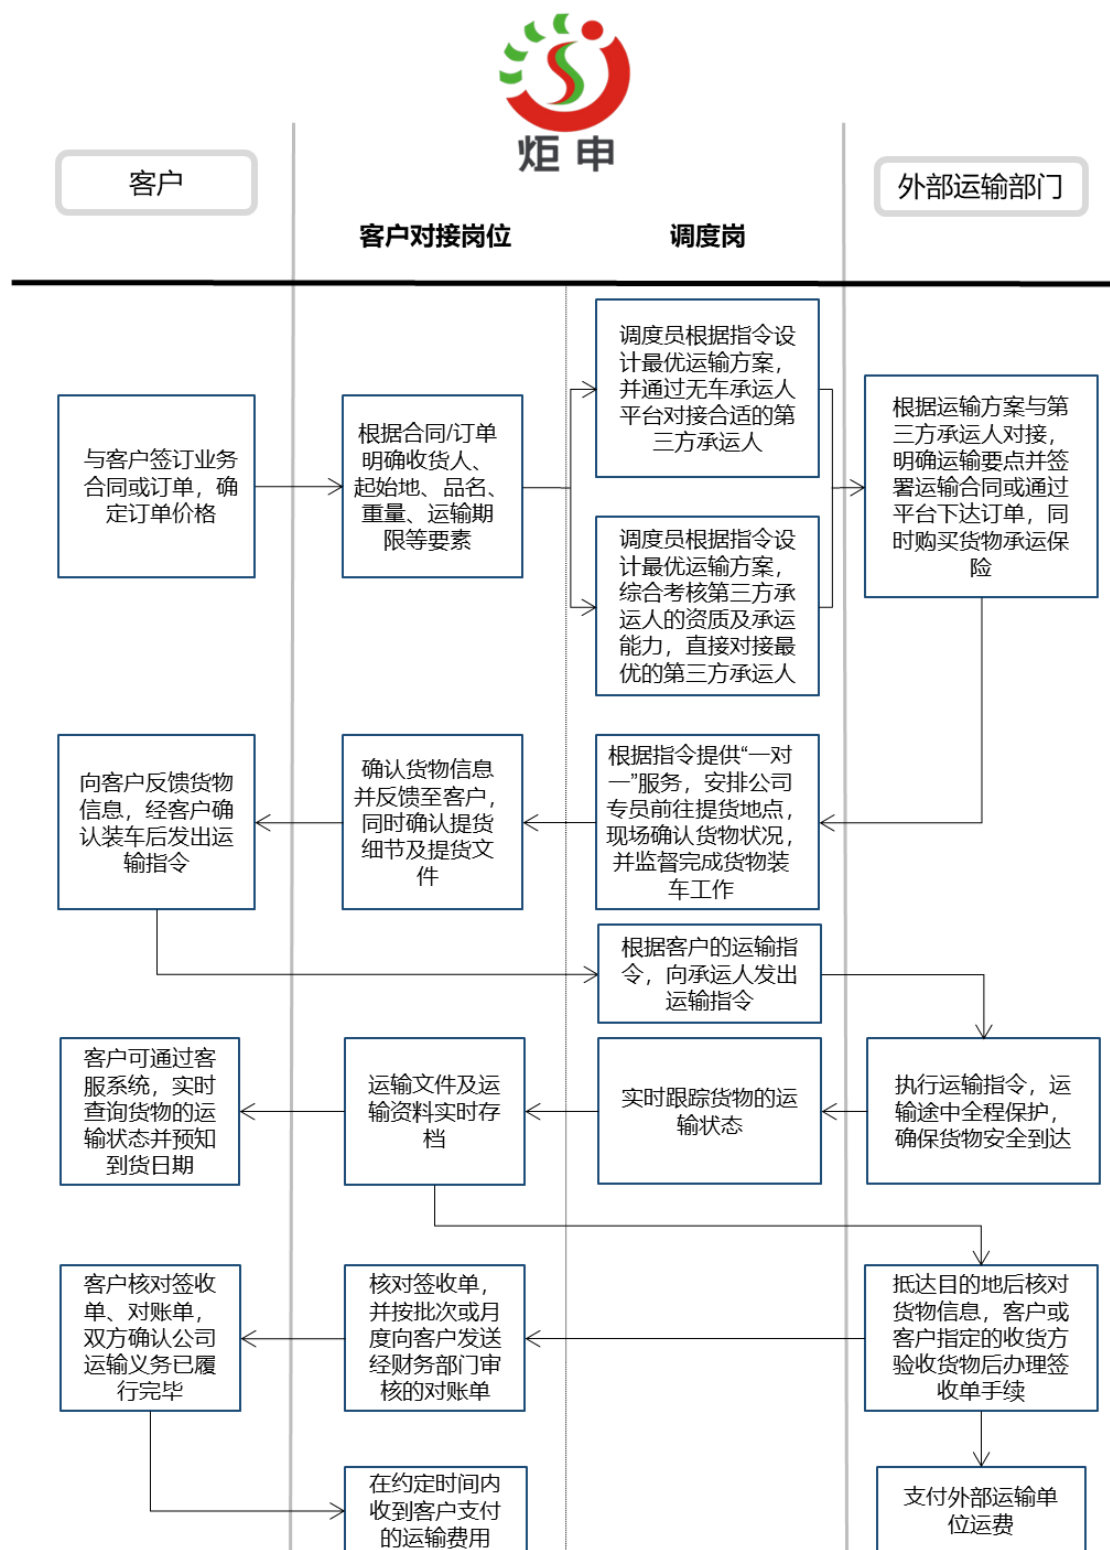 炬申
客户
外部运输部门
客户对接岗位
调度岗
调度员根据指令设
计最优运输方案，
并通过无车承运人
平台对接合适的第
三方承运人
与客户签订业务
合同或订单，确
定订单价格
根据合同/订单
明确收货人、
起始地、品名、
重量、运输期
限等要素
根据运输方案与第
三方承运人对接，
明确运输要点并签
署运输合同或通过
平台下达订单，同
时购买货物承运保
险
调度员根据指令设
计最优运输方案，
综合考核第三方承
运人的资质及承运
能力，直接对接最
优的第三方承运人
向客户反馈货物
信息，经客户确
认装车后发出运
输指令
确认货物信息
并反馈至客户，
同时确认提货
细节及提货文
件
根据指令提供“一对
一”服务，安排公司
专员前往提货地点，
现场确认货物状况，
并监督完成货物装
车工作
根据客户的运输指
令，向承运人发出
运输指令
客户可通过客
服系统，实时
查询货物的运
输状态并预知
到货日期
运输文件及运
输资料实时存
档
实时跟踪货物的运
输状态
执行运输指令，运
输途中全程保护，
确保货物安全到达
客户核对签收
单、对账单，
双方确认公司
运输义务已履
行完毕
核对签收单，
并按批次或月
度向客户发送
经财务部门审
核的对账单
抵达目的地后核对
货物信息，客户或
客户指定的收货方
验收货物后办理签
收单手续
在约定时间内
收到客户支付
的运输费用
支付外部运输单
位运费